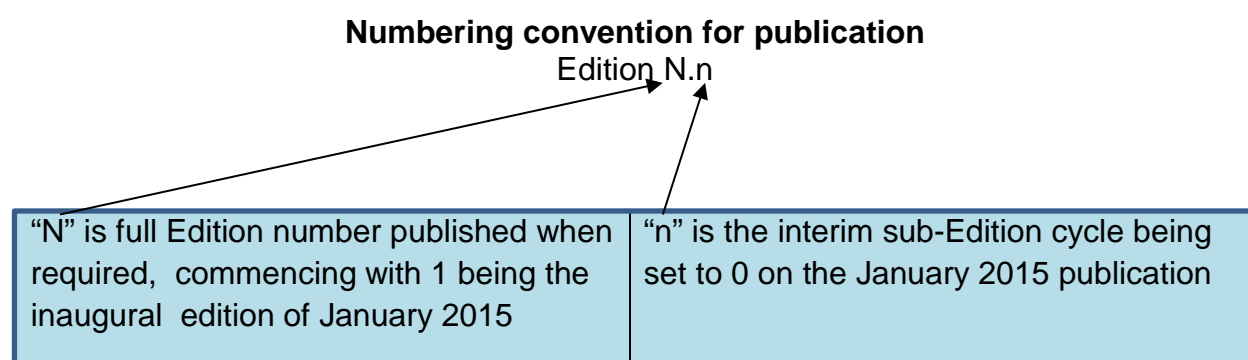 Numbering convention for publication
Edition N.n
“N” is full Edition number published when
required,  commencing with 1 being the
inaugural  edition of January 2015
“n” is the interim sub-Edition cycle being
set to 0 on the January 2015 publication